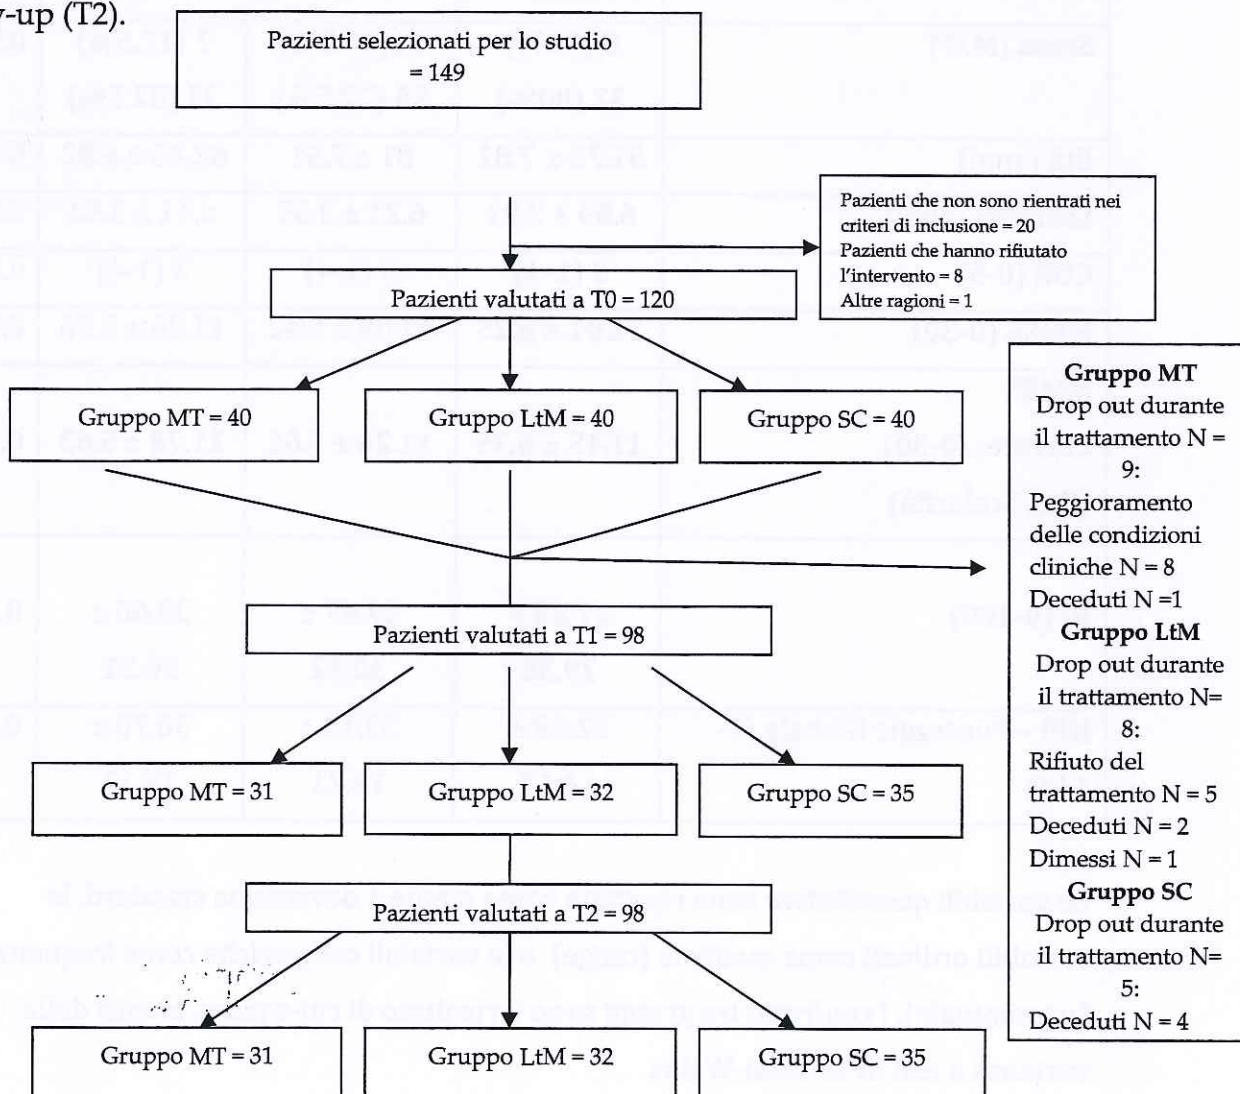 v-up (T2).
Pazienti selezionati per lo studio
= 149
Pazienti che non sono rientrati nei
criteri di inclusione = 20
Pazienti che hanno rifiutato
l'intervento = 8
Altre ragioni = 1
Pazienti valutati a T0 = 120
Gruppo MT = 40
Gruppo LtM = 40
Gruppo SC = 40
Gruppo MT
Drop out durante
il trattamento N =
9:
Peggioramento
delle condizioni
cliniche N = 8
Deceduti N =1
Gruppo LtM
Drop out durante
il trattamento N=
8:
Rifiuto del
trattamento N = 5
Deceduti N = 2
Dimessi N = 1
Gruppo SC
Drop out durante
il trattamento N=
5:
Deceduti N = 4
Pazienti valutati a T1 = 98
Gruppo MT = 31
Gruppo LtM = 32
Gruppo SC = 35
Pazienti valutati a T2 = 98
Gruppo MT = 31
Gruppo LtM = 32
Gruppo SC = 35